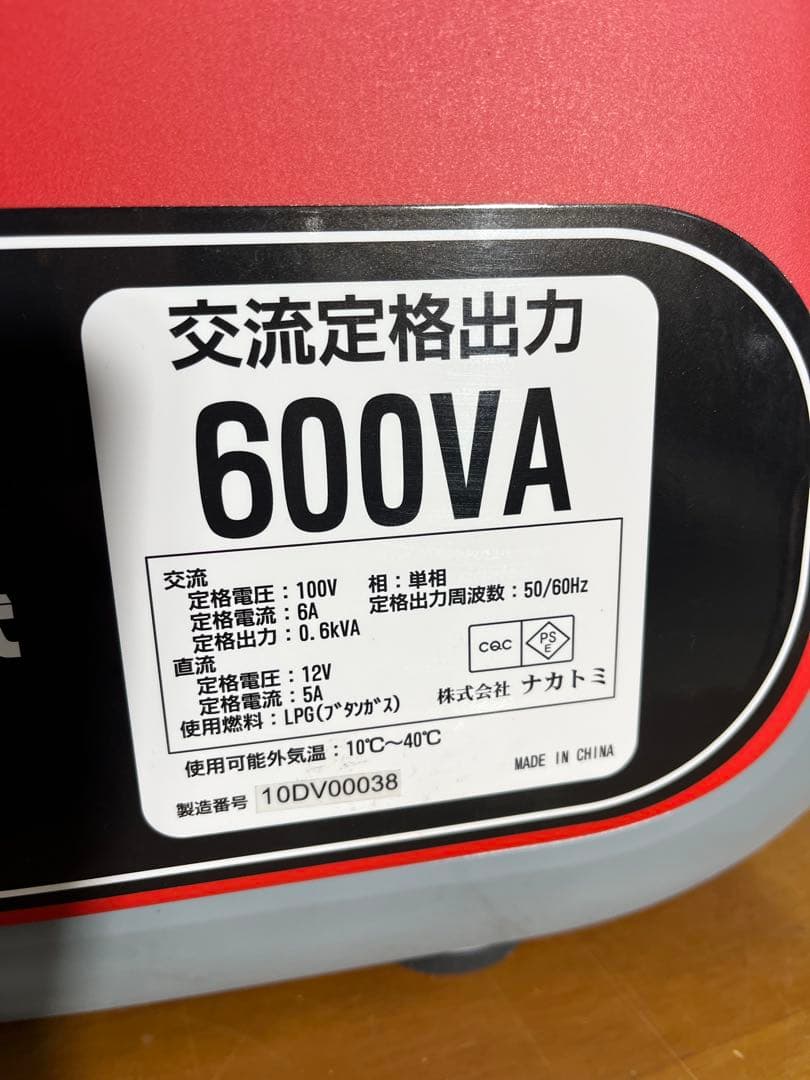 交流定格出力
600VA
交流
定格電圧：100V 相：単相
定格電流：6A 定格出力周波数：50/60Hz
定格出力：0.6kVA
直流
定格電圧：12V
定格電流：5A
CQC PSE
使用燃料：LPG(ﾌﾞﾀﾝｶﾞｽ) 株式会社 ナカトミ
使用可能外気温：10℃〜40℃
MADE IN CHINA
製造番号 10DV00038